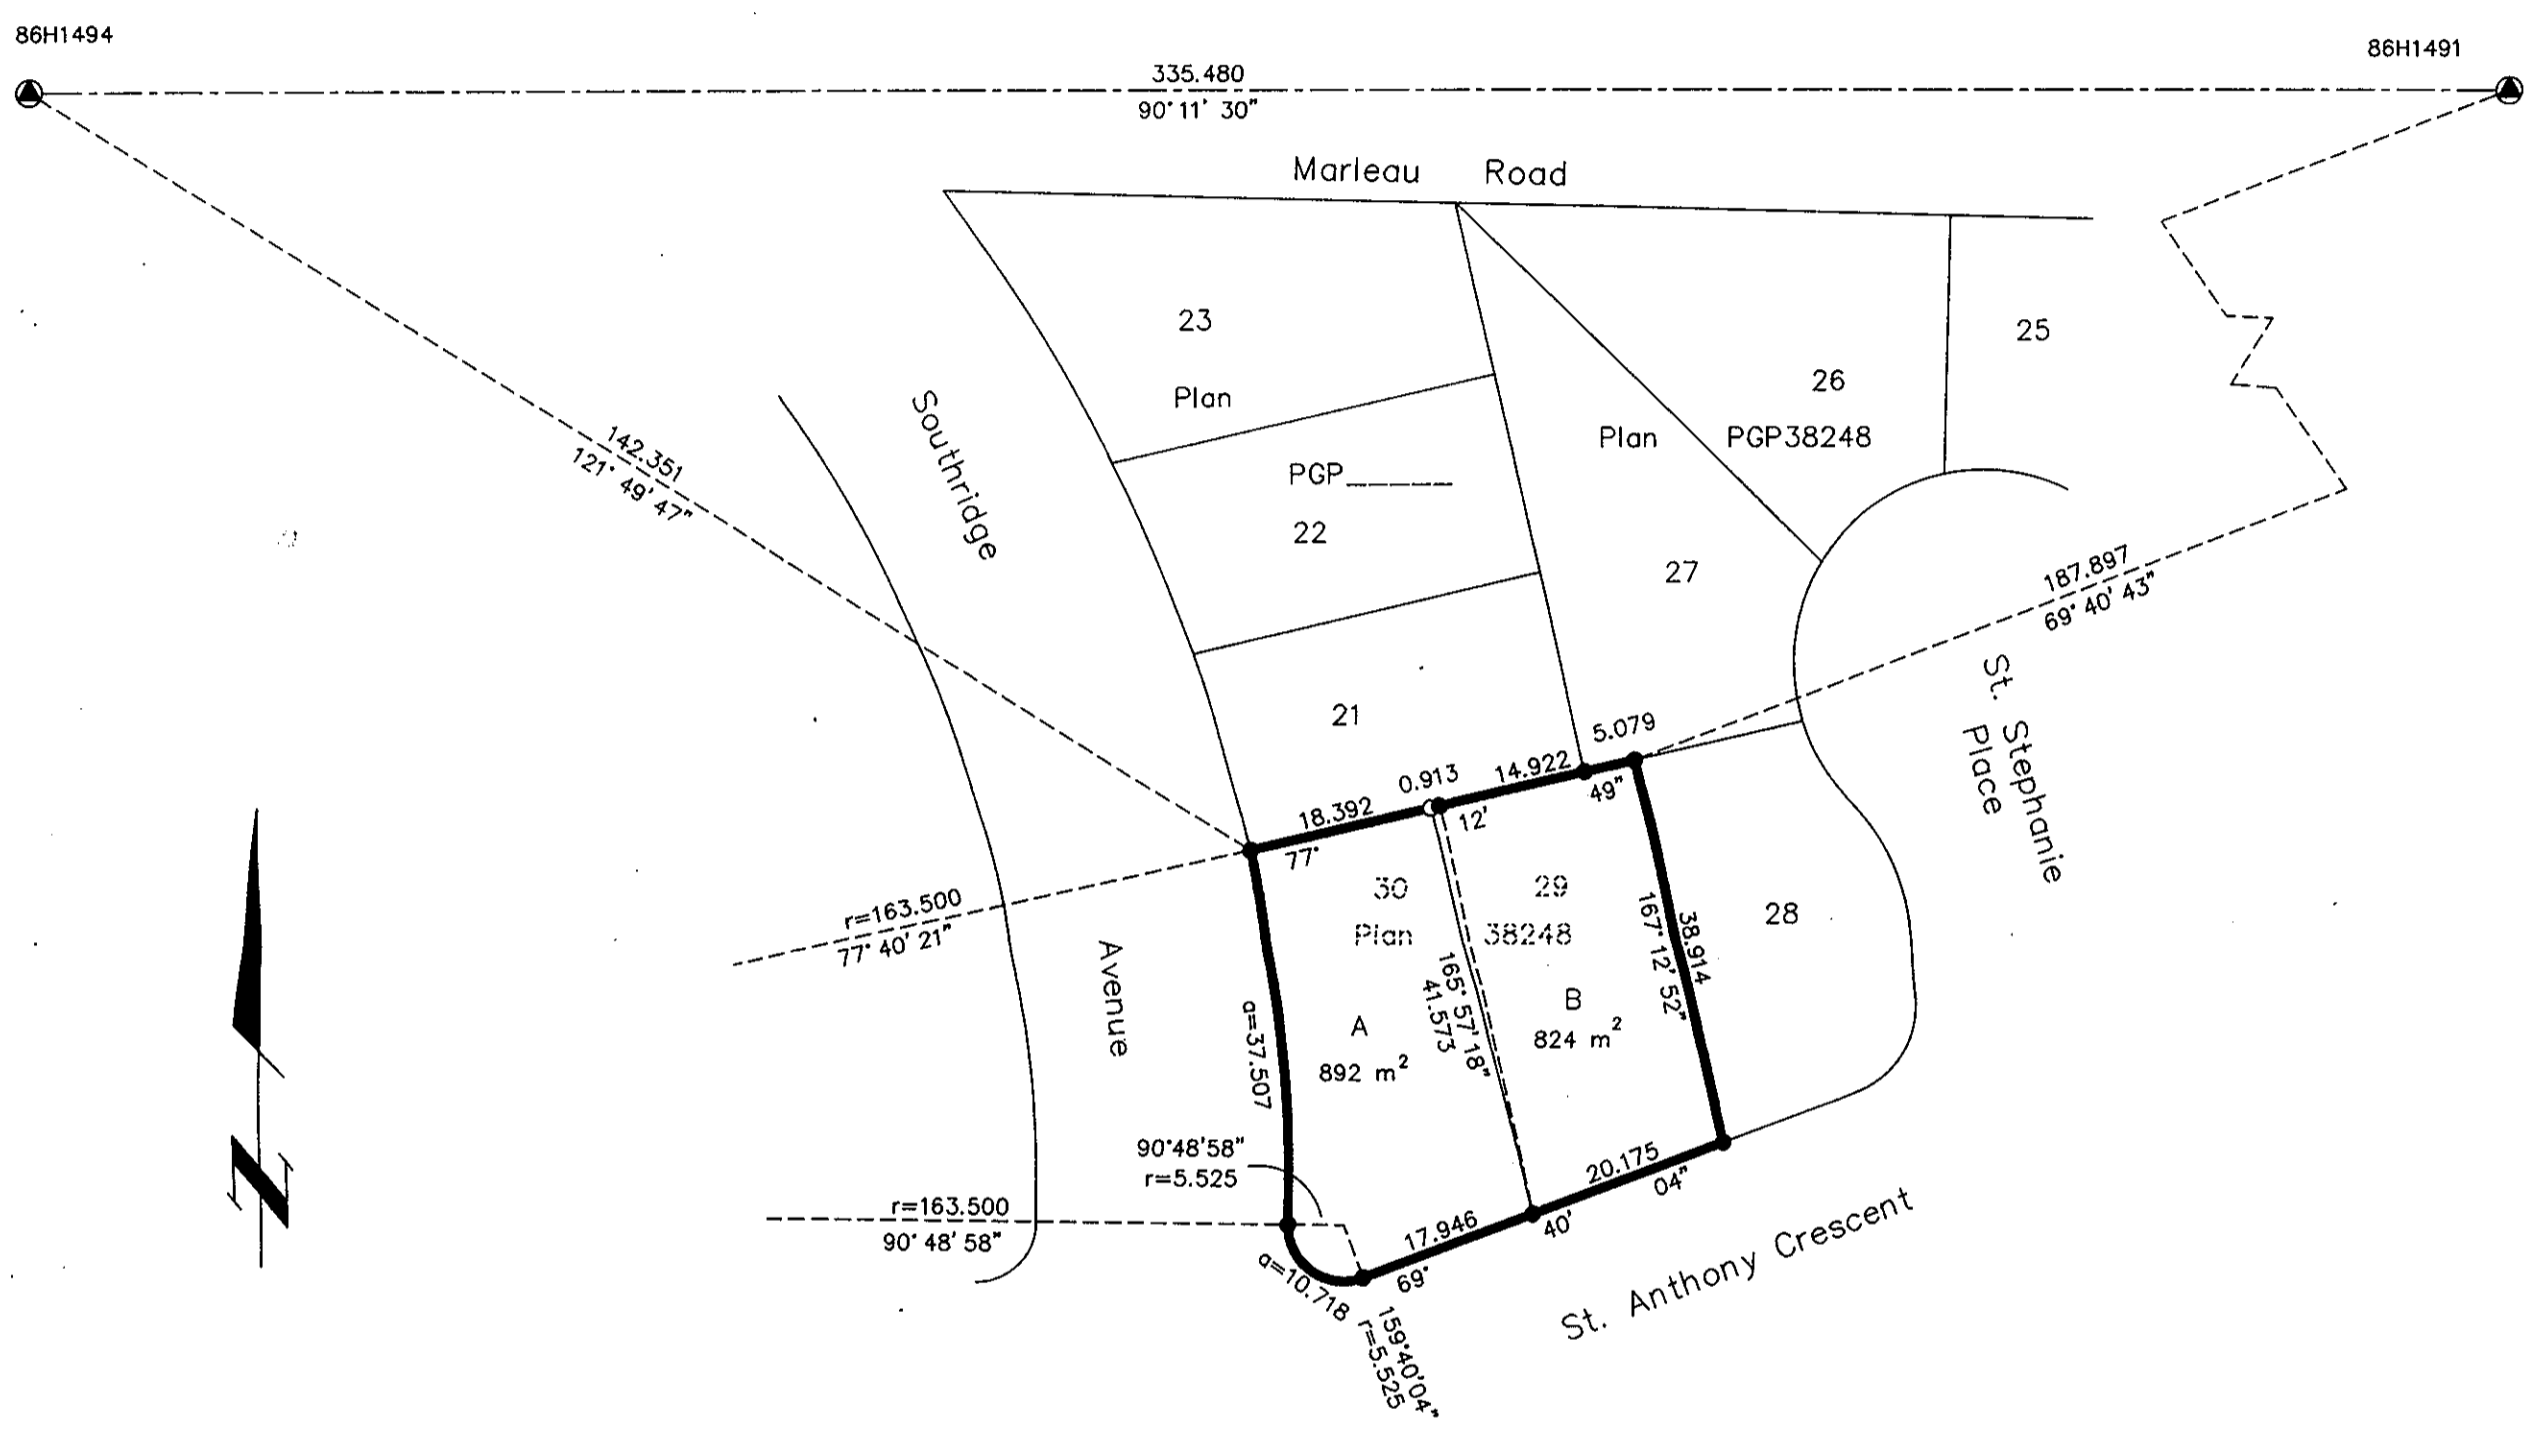 86H1494
86H1491
335.480
90° 11' 30"
Marleau Road
23
Plan
25
26
Plan PGP38248
Southridge
142.351
121° 49' 47"
PGP______
22
27
187.897
69° 40' 43"
St. Stephanie
Place
21
5.079
14.922
0.913
18.392
77° 12' 49"
r=163.500
77° 40' 21"
Avenue
30
29
Plan 38248
28
38.914
167° 12' 52"
165° 57' 18"
41.573
a=37.507
A
892 m²
B
824 m²
90°48'58"
r=5.525
r=163.500
90° 48' 58"
20.175
17.946
69° 40' 04"
a=10.718
159°40'04"
r=5.525
St. Anthony Crescent
N